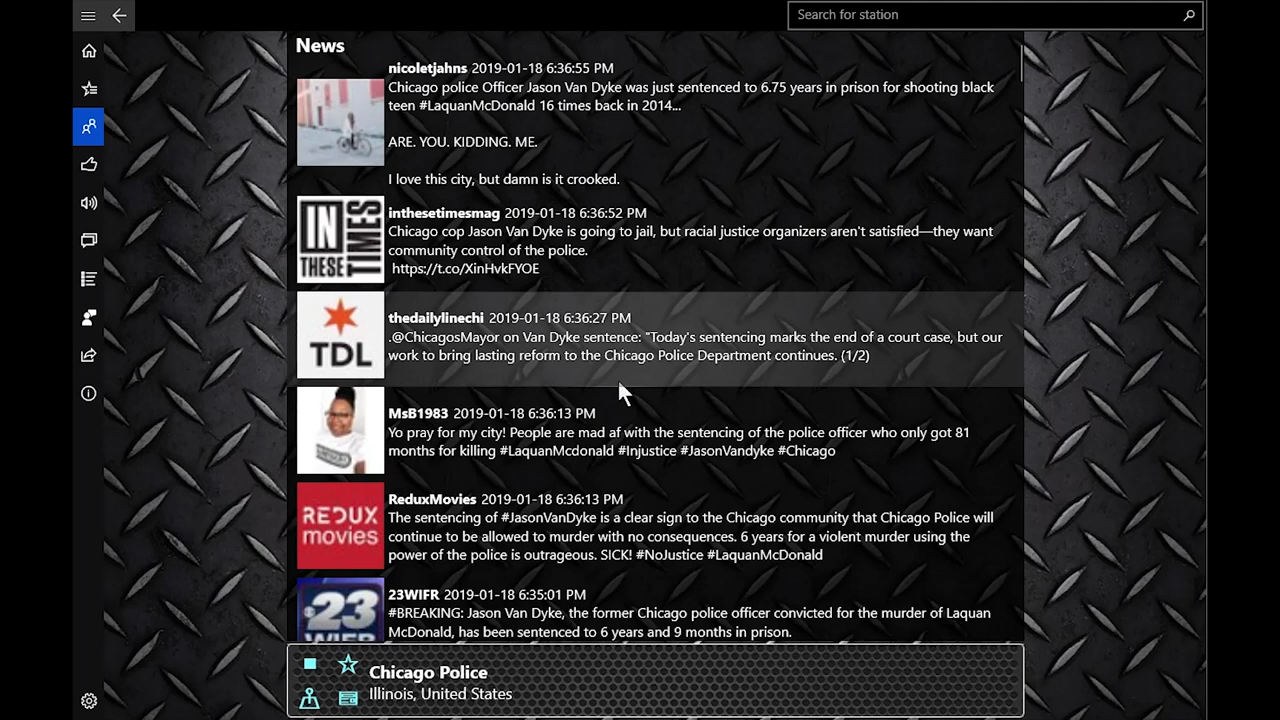 Search for station
News
nicoletjahns 2019-01-18 6:36:55 PM
Chicago police Officer Jason Van Dyke was just sentenced to 6.75 years in prison for shooting black
teen #LaquanMcDonald 16 times back in 2014...
ARE. YOU. KIDDING. ME.
I love this city, but damn is it crooked.
IN THESE TIMES
inthesetimesmag 2019-01-18 6:36:52 PM
Chicago cop Jason Van Dyke is going to jail, but racial justice organizers aren't satisfied—they want
community control of the police.
https://t.co/XinHvkFYOE
TDL
thedailylinechi 2019-01-18 6:36:27 PM
.@ChicagosMayor on Van Dyke sentence: "Today's sentencing marks the end of a court case, but our
work to bring lasting reform to the Chicago Police Department continues. (1/2)
MsB1983 2019-01-18 6:36:13 PM
Yo pray for my city! People are mad af with the sentencing of the police officer who only got 81
months for killing #LaquanMcdonald #Injustice #JasonVandyke #Chicago
REDUX
movies
ReduxMovies 2019-01-18 6:36:13 PM
The sentencing of #JasonVanDyke is a clear sign to the Chicago community that Chicago Police will
continue to be allowed to murder with no consequences. 6 years for a violent murder using the
power of the police is outrageous. SICK! #NoJustice #LaquanMcDonald
23
WIFR
23WIFR 2019-01-18 6:35:01 PM
#BREAKING: Jason Van Dyke, the former Chicago police officer convicted for the murder of Laquan
McDonald, has been sentenced to 6 years and 9 months in prison.
Chicago Police
Illinois, United States